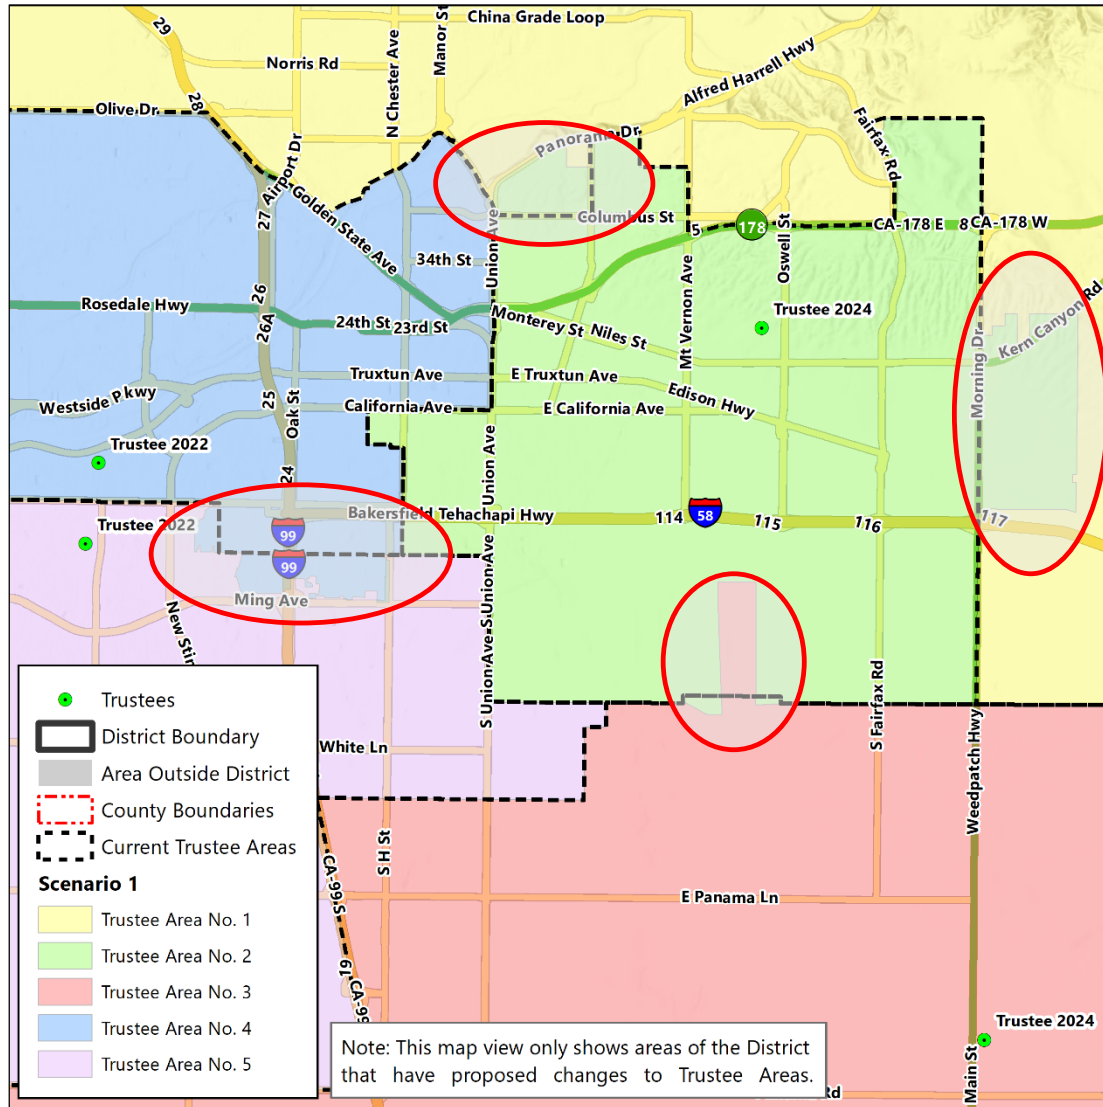 China Grade Loop
29
Norris Rd
N Chester Ave
Manor St
Alfred Harrell Hwy
28
Olive Dr
Panorama Dr
Fairfax Rd
Airport Dr
27
Golden State Ave
Union Ave
Columbus St
5
178
Oswell St
CA-178 E
8
CA-178 W
34th St
26
Rosedale Hwy
26A
24th St
23rd St
Monterey St
Niles St
Mt Vernon Ave
Trustee 2024
Morning Dr
Kern Canyon Rd
Truxtun Ave
E Truxtun Ave
Edison Hwy
Westside Pkwy
25
Oak St
California Ave
E California Ave
Trustee 2022
24
Union Ave
Bakersfield Tehachapi Hwy
114
58
115
116
117
Trustee 2022
99
99
S Union Ave
Ming Ave
New Stin
S Union Ave
S Fairfax Rd
Weedpatch Hwy
White Ln
S H St
CA-99 S
E Panama Ln
19
CA-9
Trustee 2024
Main St
Rd
Trustees
District Boundary
Area Outside District
County Boundaries
Current Trustee Areas
Scenario 1
Trustee Area No. 1
Trustee Area No. 2
Trustee Area No. 3
Trustee Area No. 4
Trustee Area No. 5
Note: This map view only shows areas of the District
that have proposed changes to Trustee Areas.